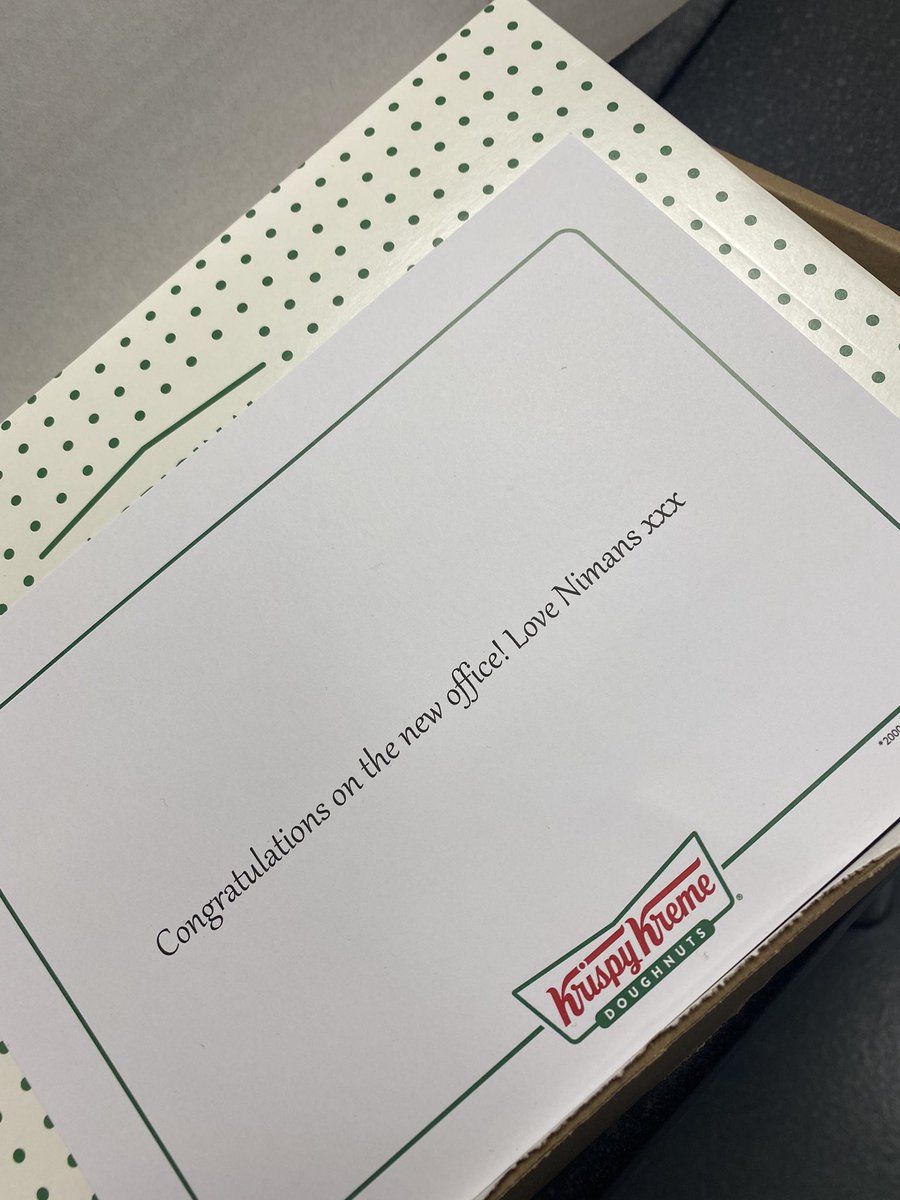 Congratulations on the new office! Love Nimans xxx
Krispy Kreme
DOUGHNUTS
®